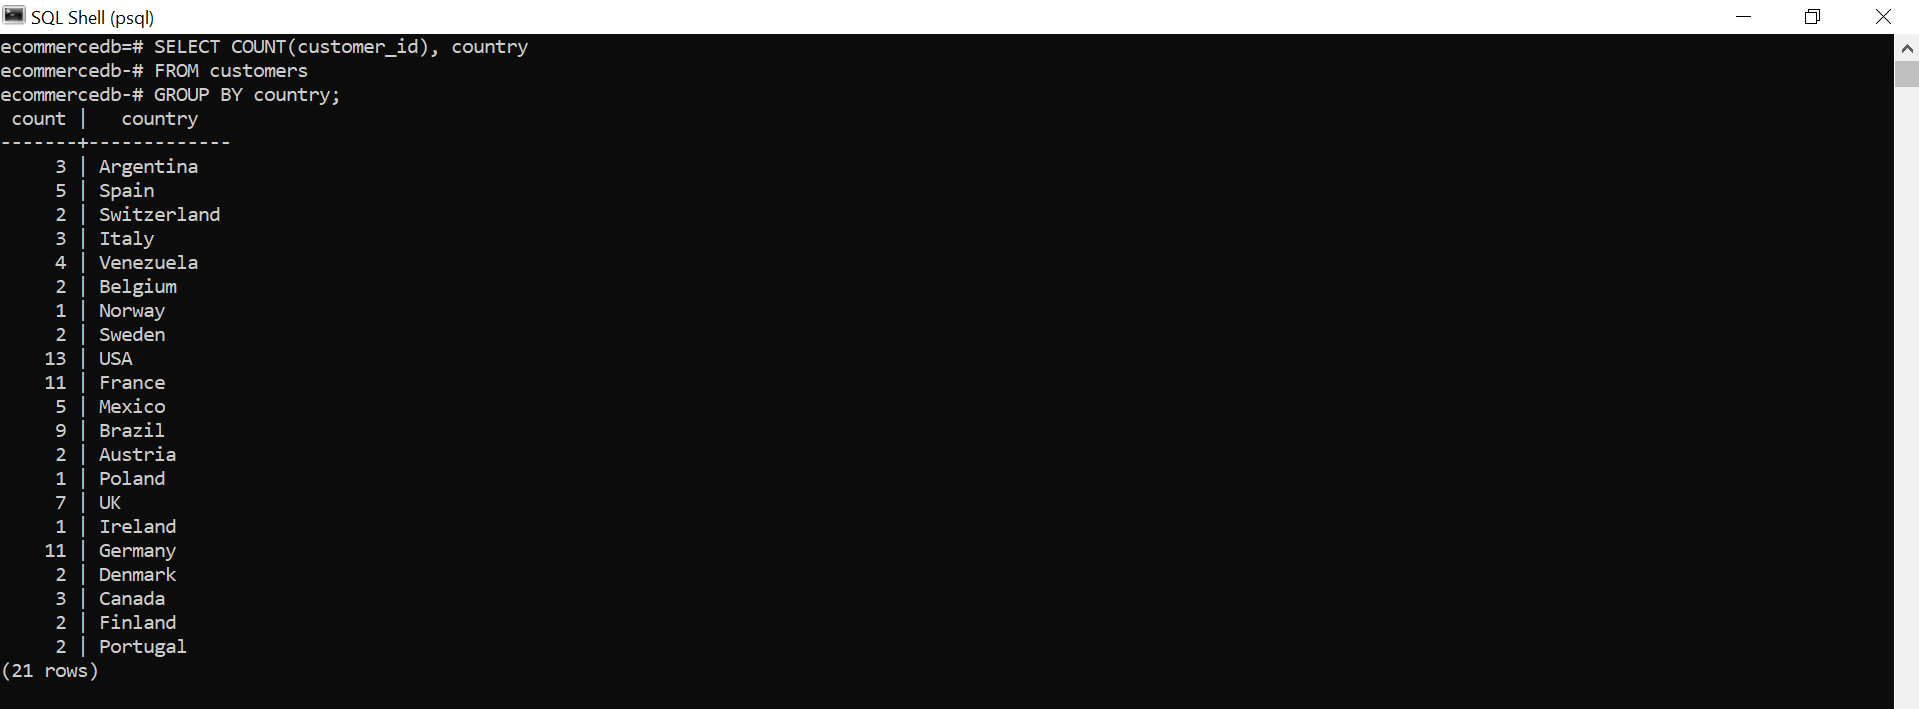 SQL Shell (psql)
ecommercedb=# SELECT COUNT(customer_id), country
ecommercedb-# FROM customers
ecommercedb-# GROUP BY country;
 count |   country
-------+-------------
     3 | Argentina
     5 | Spain
     2 | Switzerland
     3 | Italy
     4 | Venezuela
     2 | Belgium
     1 | Norway
     2 | Sweden
    13 | USA
    11 | France
     5 | Mexico
     9 | Brazil
     2 | Austria
     1 | Poland
     7 | UK
     1 | Ireland
    11 | Germany
     2 | Denmark
     3 | Canada
     2 | Finland
     2 | Portugal
(21 rows)